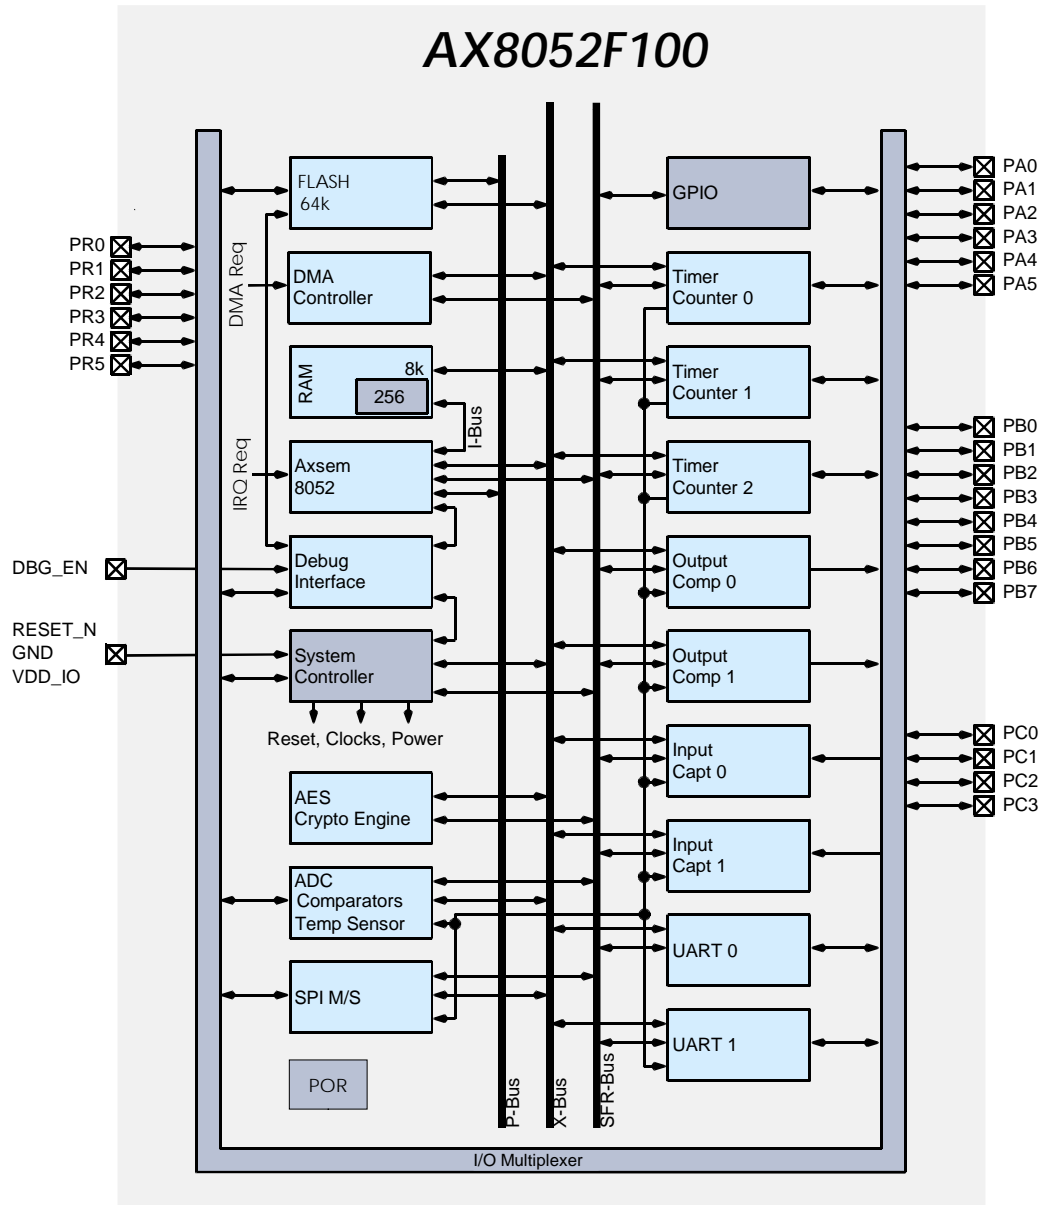 AX8052F100
FLASH
64k
DMA Req
DMA
Controller
RAM
8k
256
I-Bus
IRQ Req
Axsem
8052
Debug
Interface
System
Controller
Reset, Clocks, Power
AES
Crypto Engine
ADC
Comparators
Temp Sensor
SPI M/S
POR
PR0
PR1
PR2
PR3
PR4
PR5
DBG_EN
RESET_N
GND
VDD_IO
P-Bus
X-Bus
SFR-Bus
GPIO
Timer
Counter 0
Timer
Counter 1
Timer
Counter 2
Output
Comp 0
Output
Comp 1
Input
Capt 0
Input
Capt 1
UART 0
UART 1
PA0
PA1
PA2
PA3
PA4
PA5
PB0
PB1
PB2
PB3
PB4
PB5
PB6
PB7
PC0
PC1
PC2
PC3
I/O Multiplexer